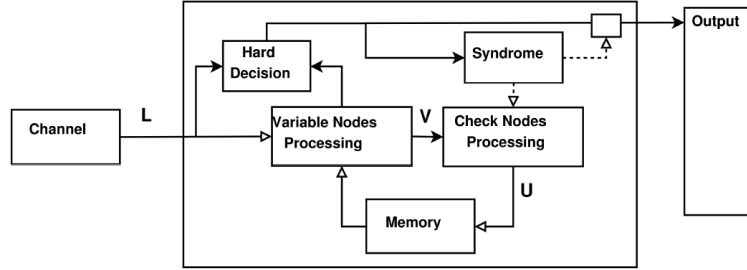 Output
Hard
Decision
Syndrome
Channel
L
Variable Nodes
Processing
V
Check Nodes
Processing
U
Memory